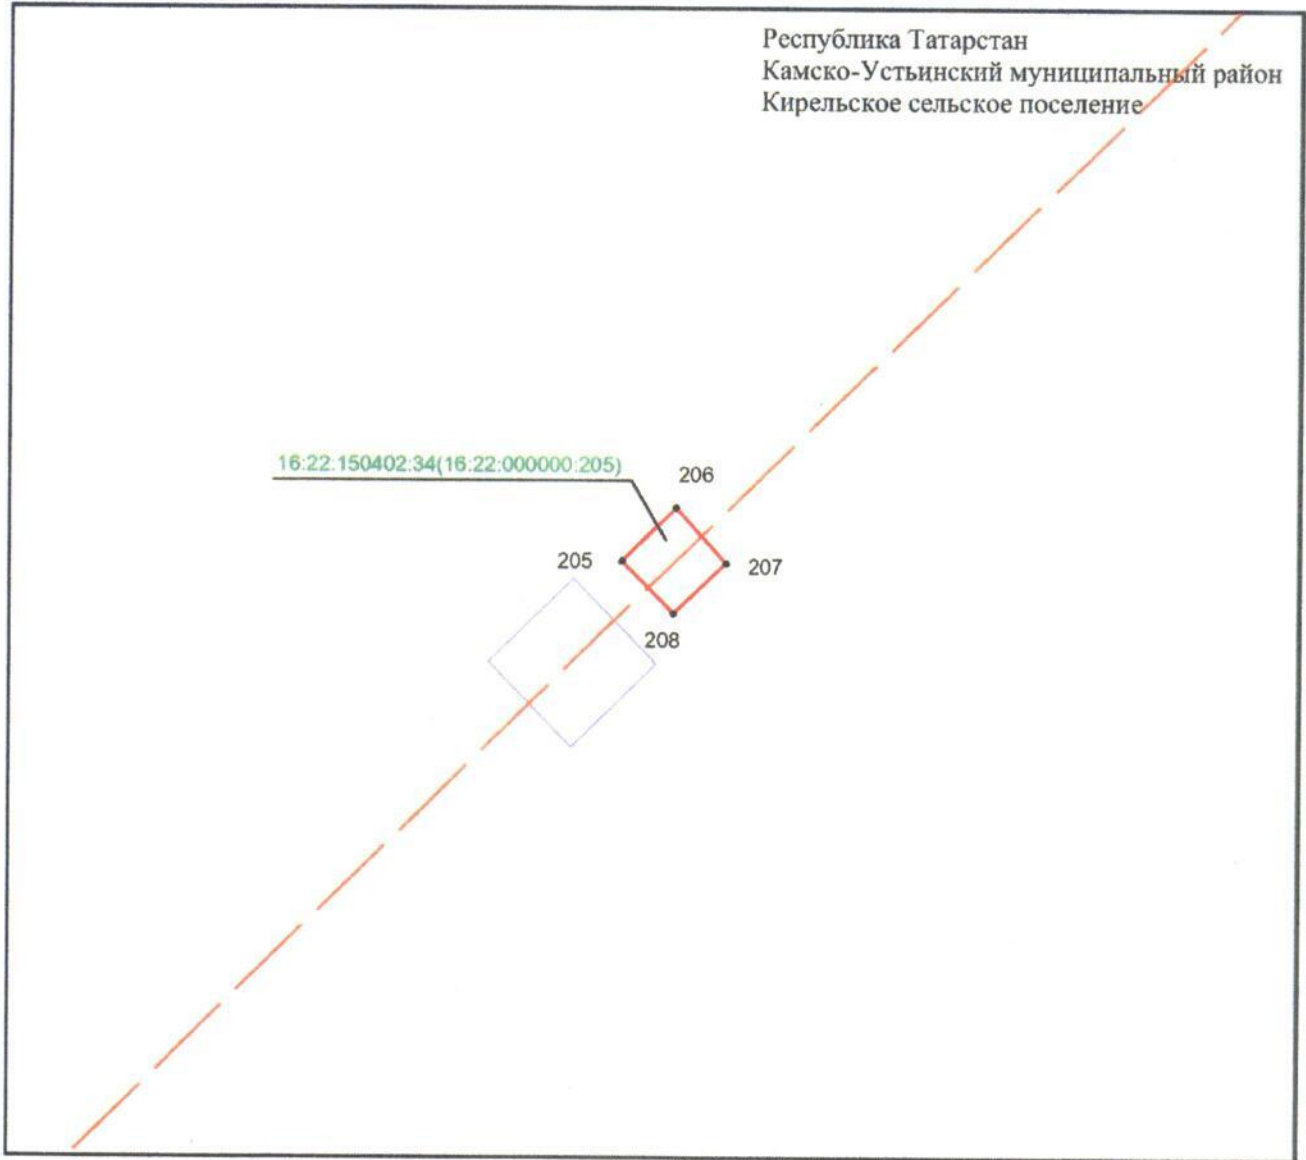 Республика Татарстан
Камско-Устьинский муниципальный район
Кирельское сельское поселение
16:22:150402:34(16:22:000000:205)
206
205
207
208